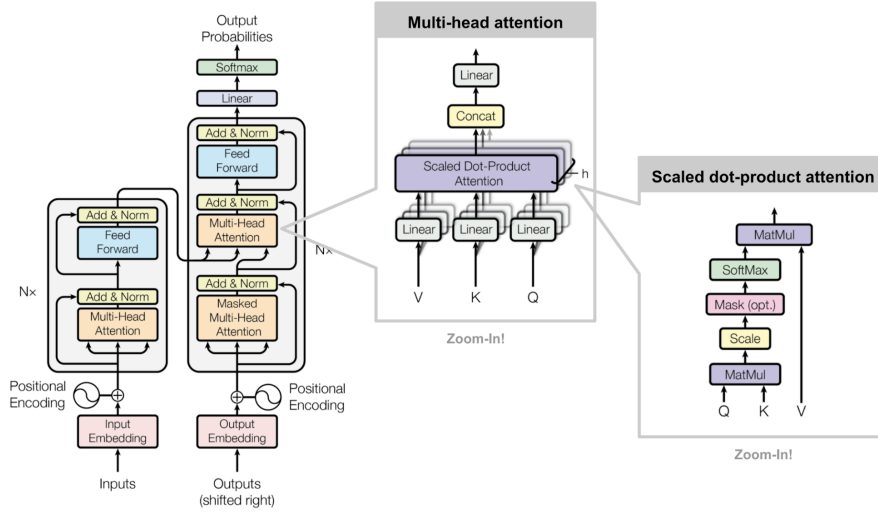 Output
Probabilities
Softmax
Linear
Add & Norm
Feed
Forward
Add & Norm
Multi-Head
Attention
Add & Norm
Masked
Multi-Head
Attention
N×
Add & Norm
Feed
Forward
N×
Add & Norm
Multi-Head
Attention
Positional
Encoding
Positional
Encoding
Input
Embedding
Output
Embedding
Inputs
Outputs
(shifted right)
Multi-head attention
Linear
Concat
Scaled Dot-Product
Attention
h
Linear
Linear
Linear
V
K
Q
Zoom-In!
Scaled dot-product attention
MatMul
SoftMax
Mask (opt.)
Scale
MatMul
Q
K
V
Zoom-In!